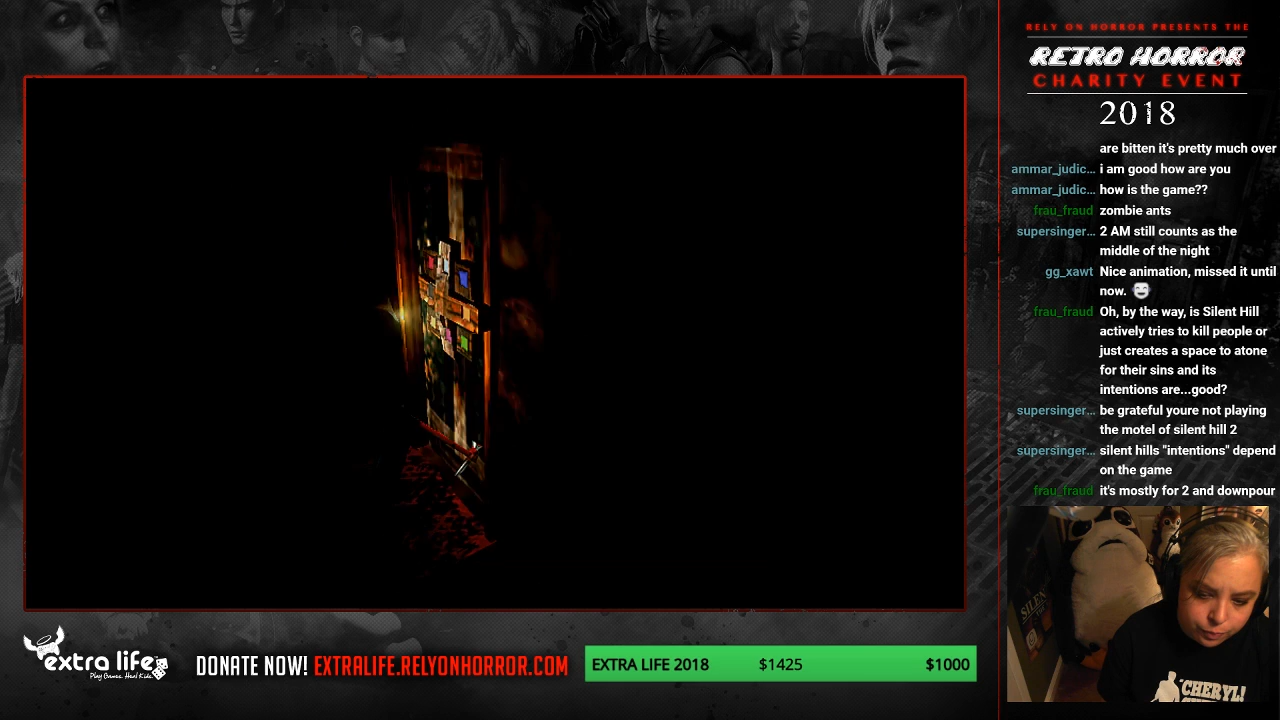 RELY ON HORROR PRESENTS THE
RETRO HORROR
CHARITY EVENT
2018
are bitten it's pretty much over
ammar_judic... i am good how are you
ammar_judic... how is the game??
frau_fraud zombie ants
supersinger... 2 AM still counts as the
middle of the night
gg_xawt Nice animation, missed it until
now.
frau_fraud Oh, by the way, is Silent Hill
actively tries to kill people or
just creates a space to atone
for their sins and its
intentions are...good?
supersinger... be grateful youre not playing
the motel of silent hill 2
supersinger... silent hills "intentions" depend
on the game
frau_fraud it's mostly for 2 and downpour
SILENT
CHERYL!
extra life
Play Games. Heal Kids.
DONATE NOW! EXTRALIFE.RELYONHORROR.COM
EXTRA LIFE 2018 $1425 $1000